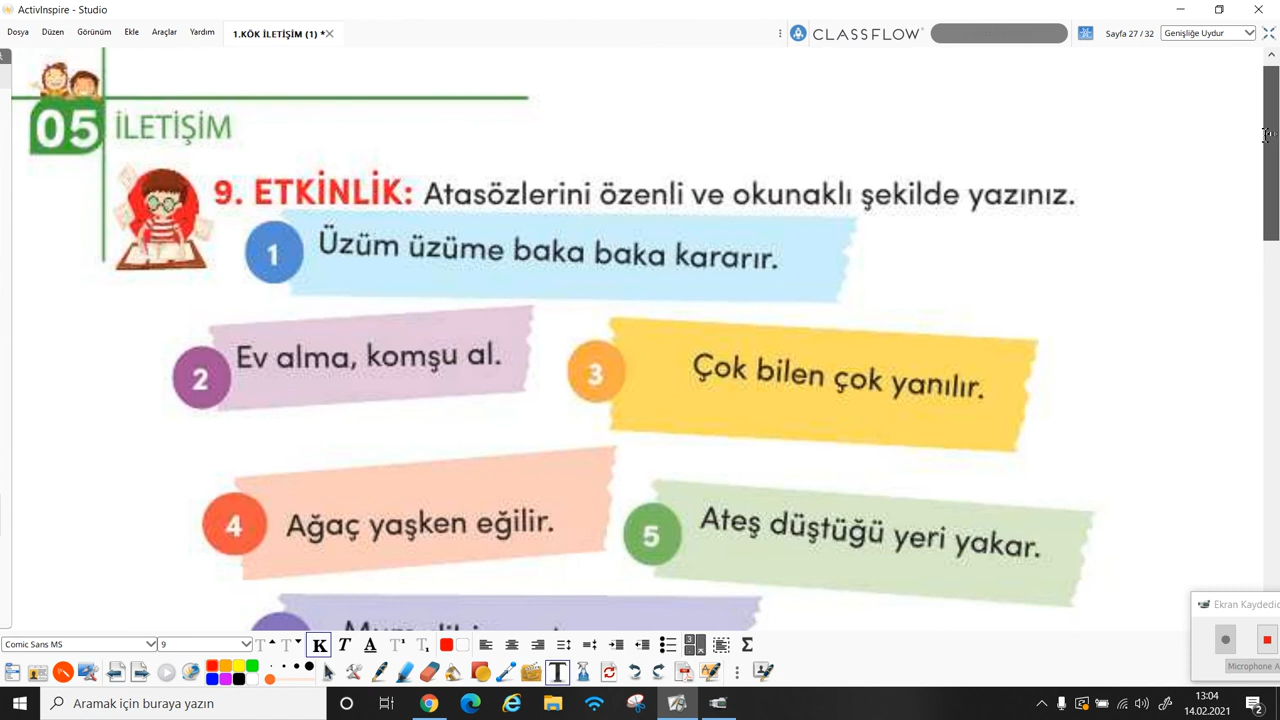 ActivInspire - Studio
Dosya Düzen Görünüm Ekle Araçlar Yardım
1.KÖK İLETİŞİM (1) *
CLASSFLOW
Sayfa 27 / 32
Genişliğe Uydur
05 İLETİŞİM
9. ETKİNLİK: Atasözlerini özenli ve okunaklı şekilde yazınız.
1 Üzüm üzüme baka baka kararır.
2 Ev alma, komşu al.
3 Çok bilen çok yanılır.
4 Ağaç yaşken eğilir.
5 Ateş düştüğü yeri yakar.
Ekran Kaydedic
Microphone A
Comic Sans MS
9
Aramak için buraya yazın
13:04
14.02.2021
2